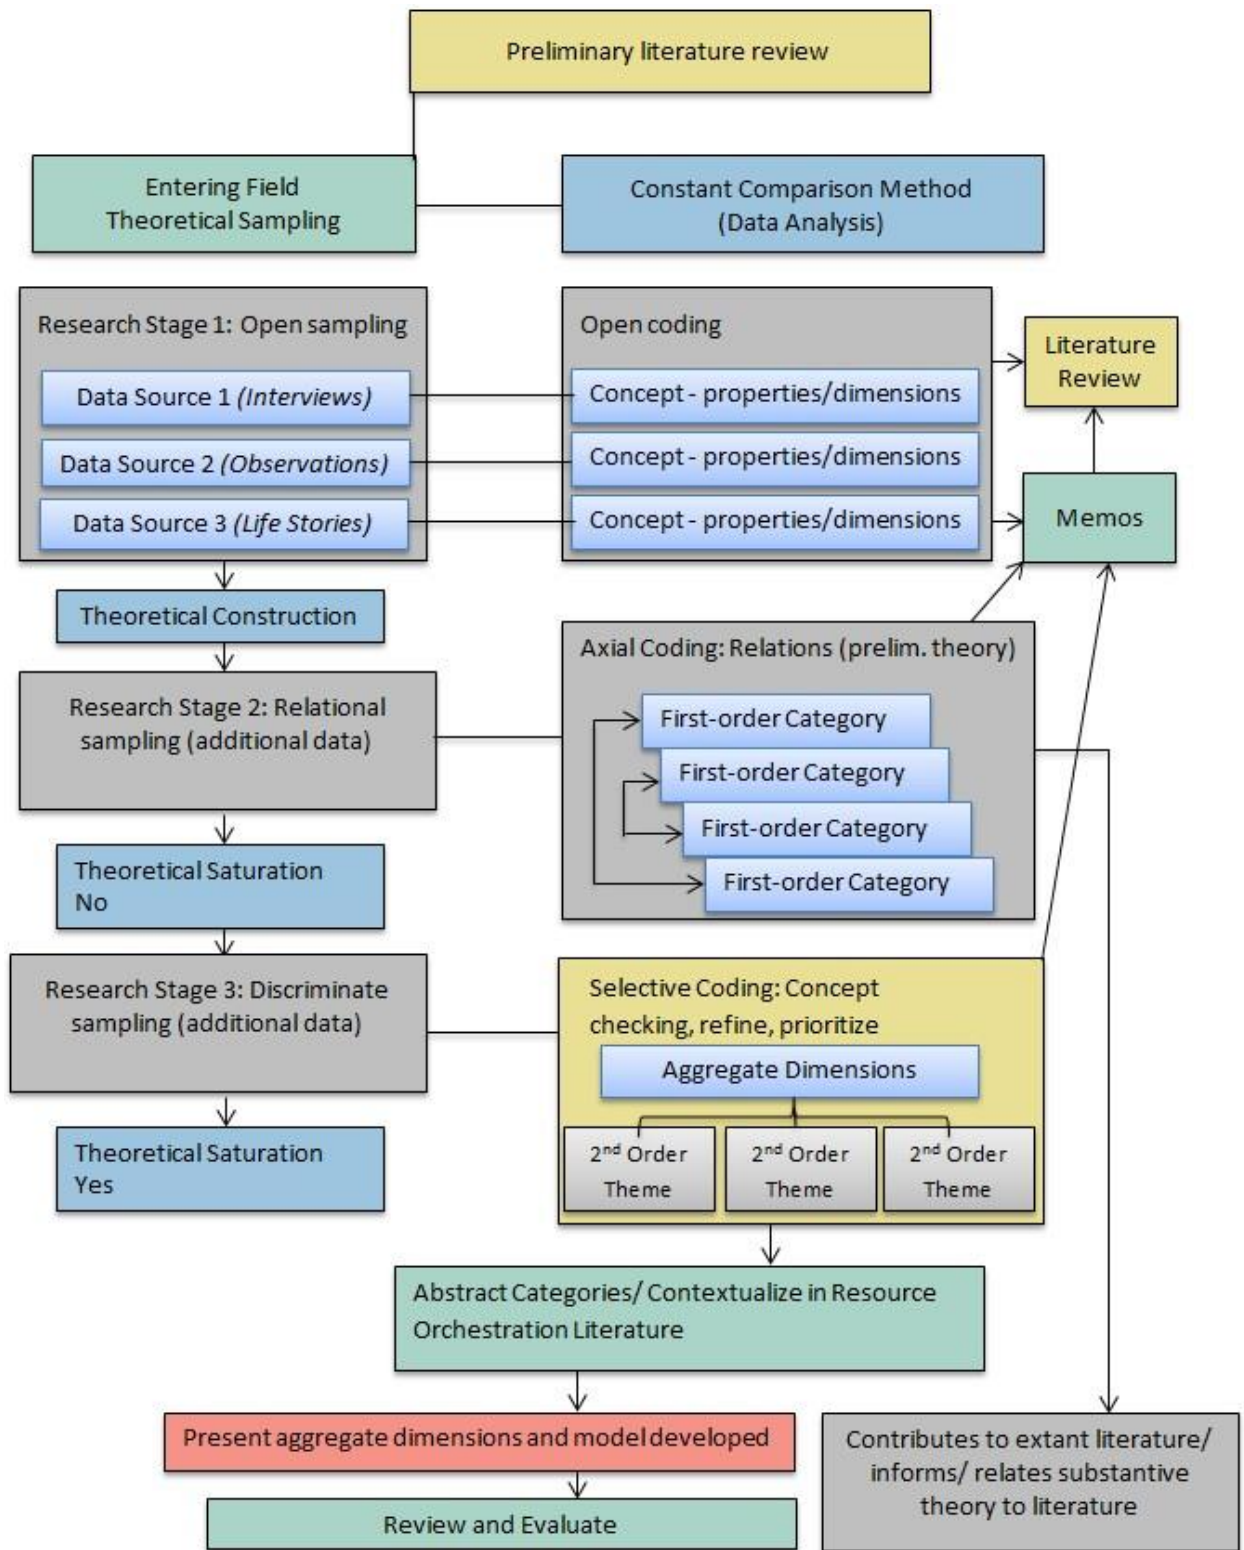 Preliminary literature review
Entering Field
Theoretical Sampling
Constant Comparison Method
(Data Analysis)
Research Stage 1: Open sampling
Data Source 1 (Interviews)
Data Source 2 (Observations)
Data Source 3 (Life Stories)
Open coding
Concept - properties/dimensions
Concept - properties/dimensions
Concept - properties/dimensions
Literature
Review
Memos
Theoretical Construction
Research Stage 2: Relational
sampling (additional data)
Axial Coding: Relations (prelim. theory)
First-order Category
First-order Category
First-order Category
First-order Category
Theoretical Saturation
No
Research Stage 3: Discriminate
sampling (additional data)
Selective Coding: Concept
checking, refine, prioritize
Aggregate Dimensions
2nd Order
Theme
2nd Order
Theme
2nd Order
Theme
Theoretical Saturation
Yes
Abstract Categories/ Contextualize in Resource
Orchestration Literature
Present aggregate dimensions and model developed
Review and Evaluate
Contributes to extant literature/
informs/ relates substantive
theory to literature